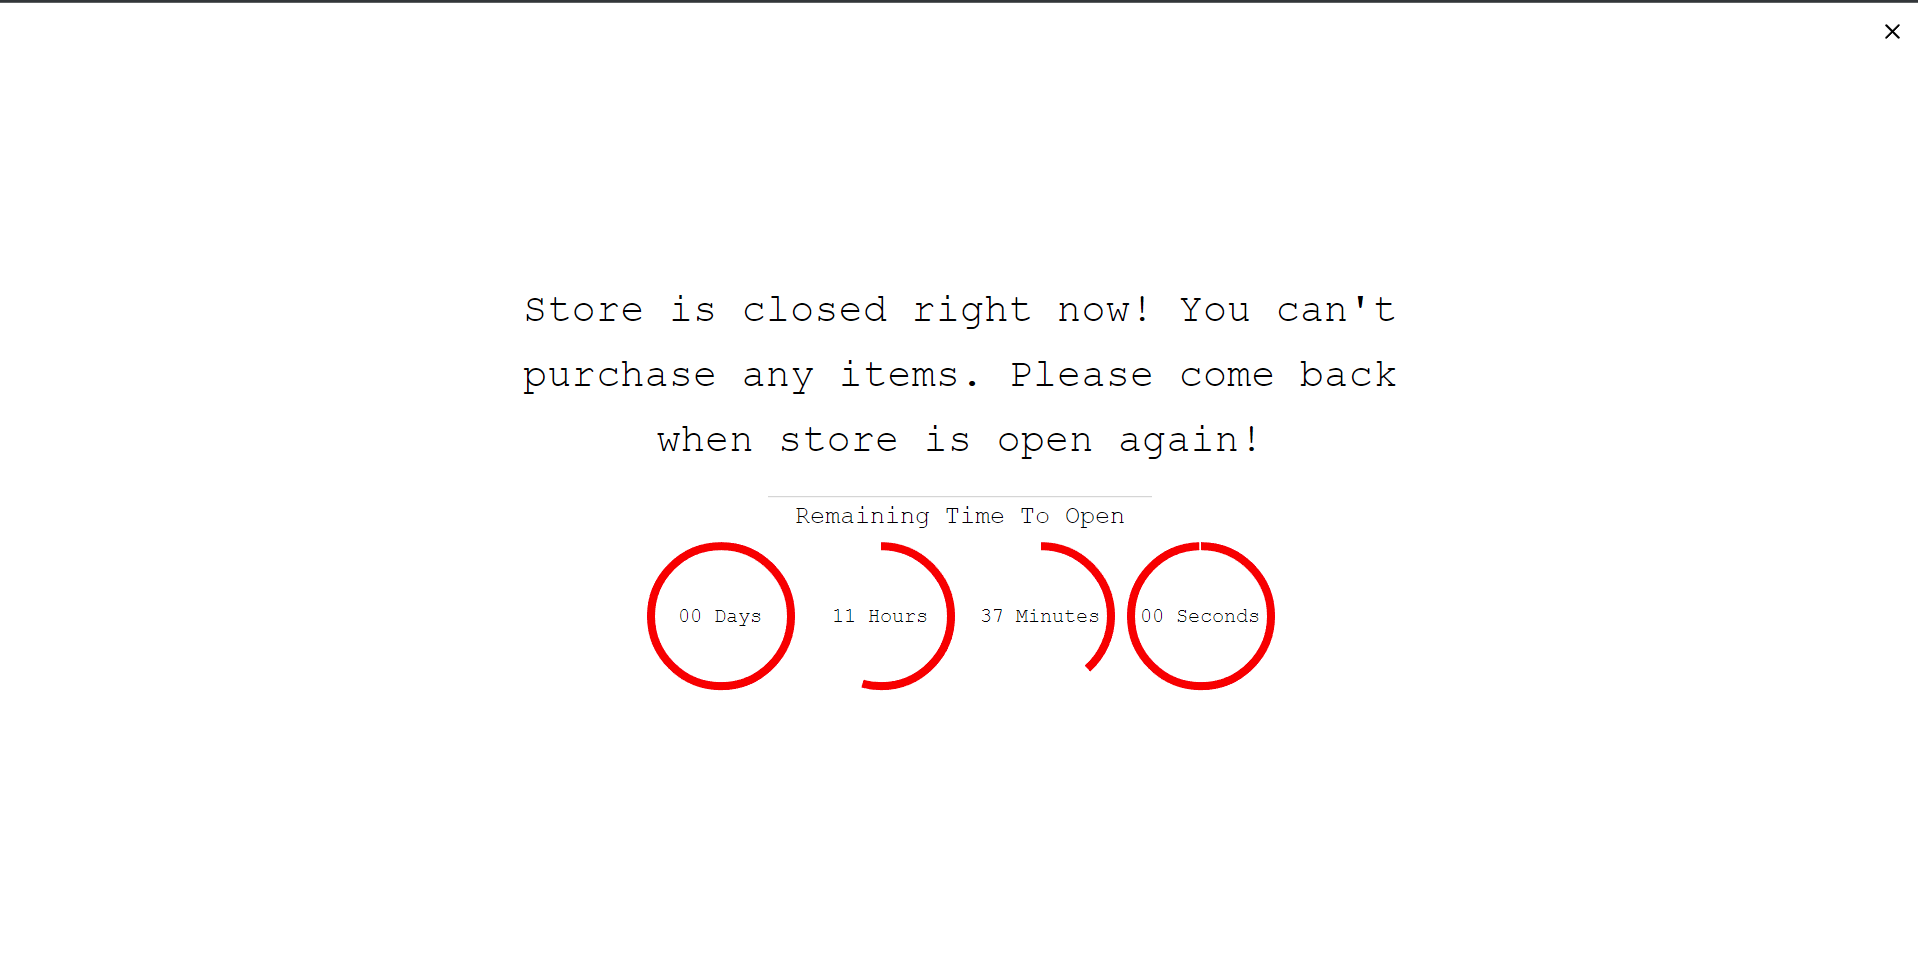 Store is closed right now! You can't
purchase any items. Please come back
when store is open again!
Remaining Time To Open
00 Days
11 Hours
37 Minutes
00 Seconds